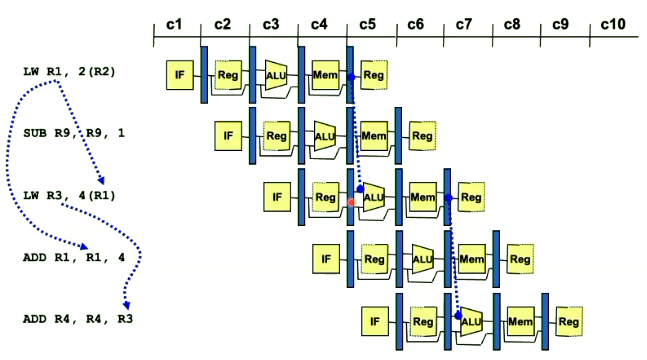 c1 c2 c3 c4 c5 c6 c7 c8 c9 c10
LW R1, 2(R2) IF Reg ALU Mem Reg
SUB R9, R9, 1 IF Reg ALU Mem Reg
LW R3, 4(R1) IF Reg ALU Mem Reg
ADD R1, R1, 4 IF Reg ALU Mem Reg
ADD R4, R4, R3 IF Reg ALU Mem Reg